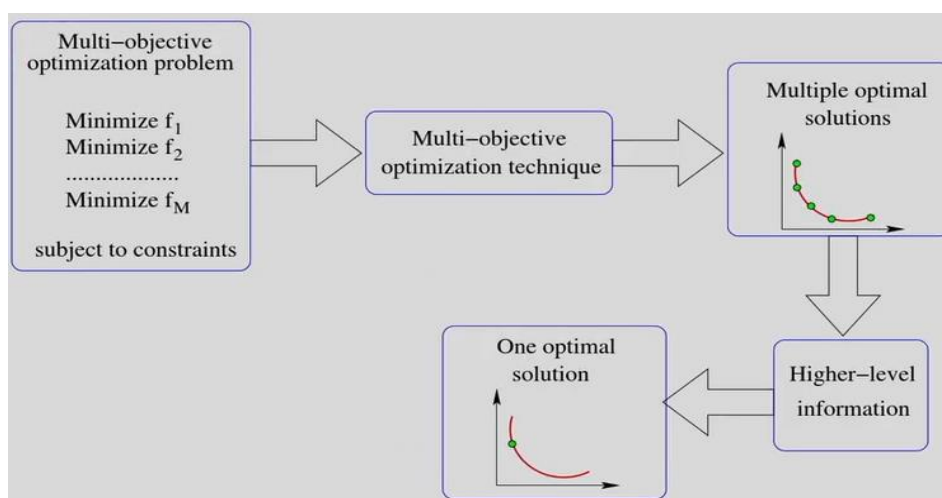 Multi−objective
optimization problem
Minimize f1
Minimize f2
....................
Minimize fM
subject to constraints
Multi−objective
optimization technique
Multiple optimal
solutions
Higher−level
information
One optimal
solution